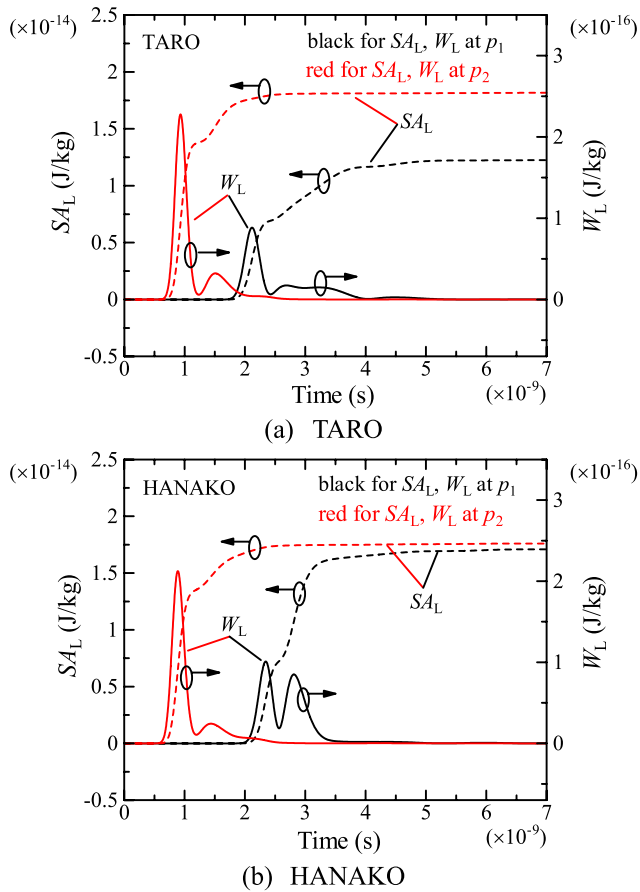 (×10⁻¹⁴) (×10⁻¹⁶)
2.5
2
1.5
1
0.5
0
-0.5
SA_L (J/kg)
TARO
black for SA_L, W_L at p₁
red for SA_L, W_L at p₂
SA_L
W_L
3
2
1
0
W_L (J/kg)
0 1 2 3 4 5 6 7
Time (s) (×10⁻⁹)
(a) TARO
(×10⁻¹⁴) (×10⁻¹⁶)
2.5
2
1.5
1
0.5
0
-0.5
SA_L (J/kg)
HANAKO
black for SA_L, W_L at p₁
red for SA_L, W_L at p₂
SA_L
W_L
3
2
1
0
W_L (J/kg)
0 1 2 3 4 5 6 7
Time (s) (×10⁻⁹)
(b) HANAKO